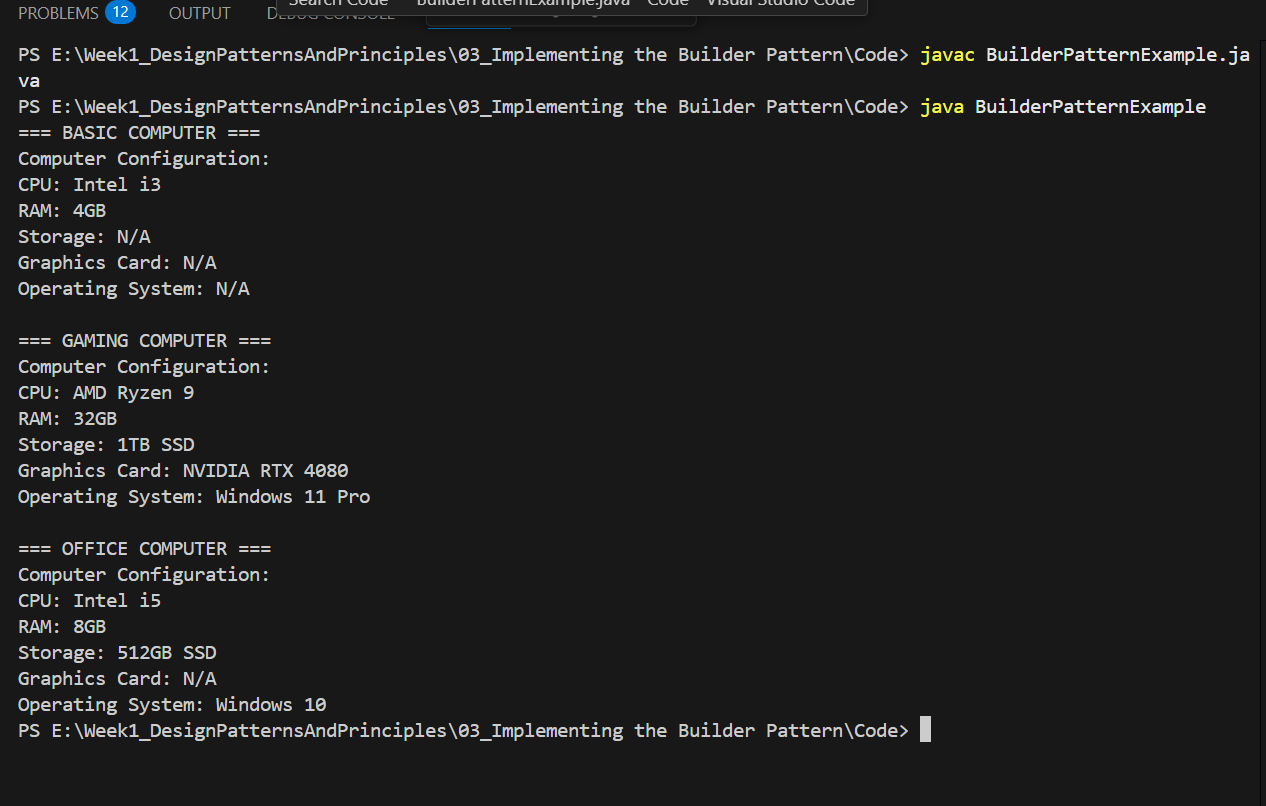 Search Code BuilderPatternExample.java - Code - Visual Studio Code
PROBLEMS 12 OUTPUT DEBUG CONSOLE
PS E:\Week1_DesignPatternsAndPrinciples\03_Implementing the Builder Pattern\Code> javac BuilderPatternExample.ja
va
PS E:\Week1_DesignPatternsAndPrinciples\03_Implementing the Builder Pattern\Code> java BuilderPatternExample
=== BASIC COMPUTER ===
Computer Configuration:
CPU: Intel i3
RAM: 4GB
Storage: N/A
Graphics Card: N/A
Operating System: N/A
=== GAMING COMPUTER ===
Computer Configuration:
CPU: AMD Ryzen 9
RAM: 32GB
Storage: 1TB SSD
Graphics Card: NVIDIA RTX 4080
Operating System: Windows 11 Pro
=== OFFICE COMPUTER ===
Computer Configuration:
CPU: Intel i5
RAM: 8GB
Storage: 512GB SSD
Graphics Card: N/A
Operating System: Windows 10
PS E:\Week1_DesignPatternsAndPrinciples\03_Implementing the Builder Pattern\Code>